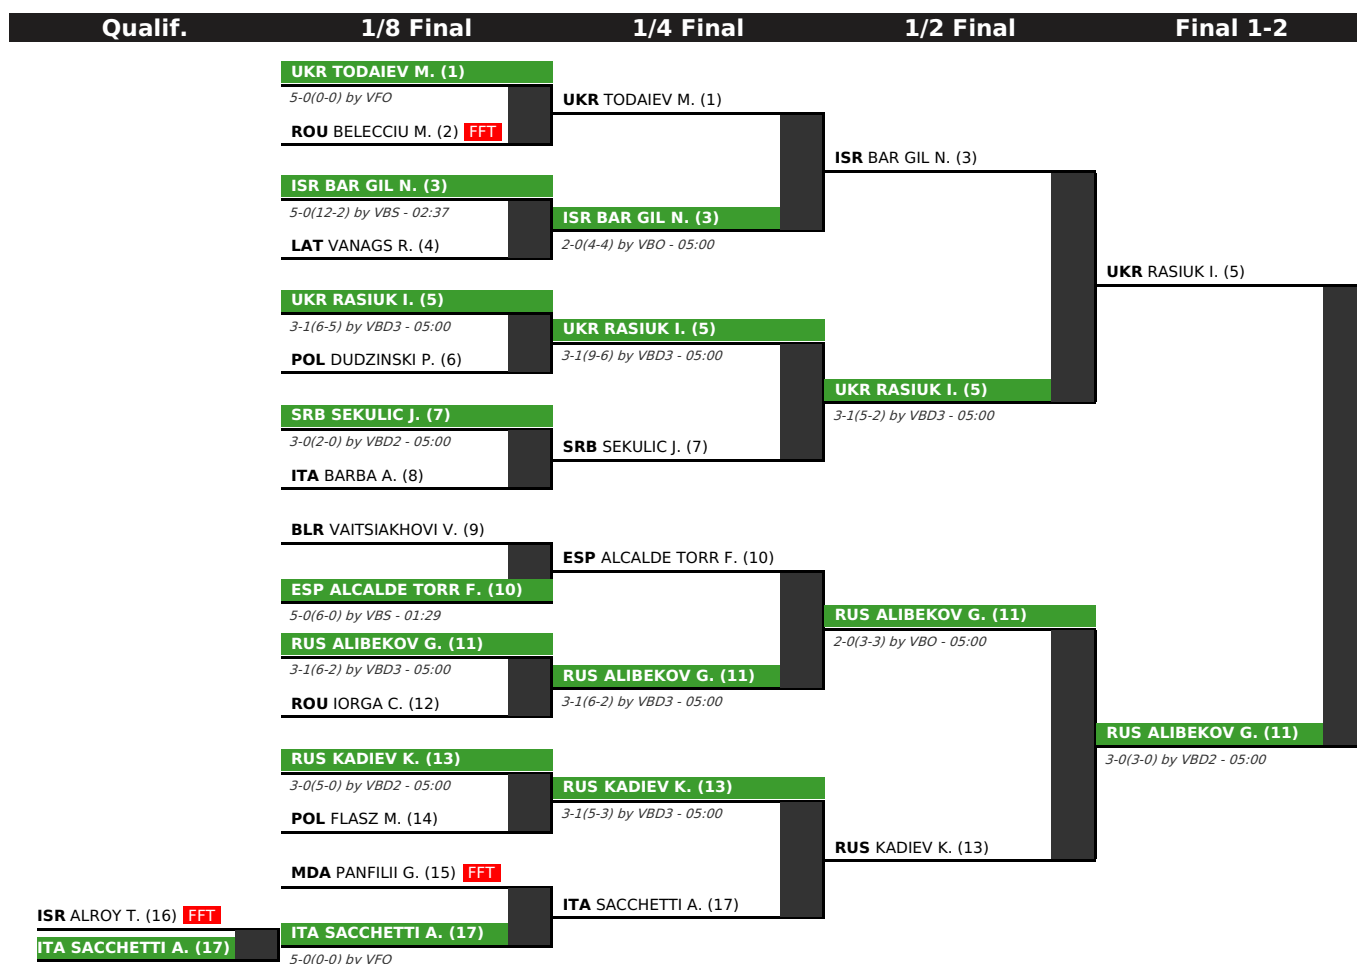 Qualif.
1/8 Final
1/4 Final
1/2 Final
Final 1-2
UKR TODAIEV M. (1)
5-0(0-0) by VFO
ROU BELECCIU M. (2) FFT
ISR BAR GIL N. (3)
5-0(12-2) by VBS - 02:37
LAT VANAGS R. (4)
UKR RASIUK I. (5)
3-1(6-5) by VBD3 - 05:00
POL DUDZINSKI P. (6)
SRB SEKULIC J. (7)
3-0(2-0) by VBD2 - 05:00
ITA BARBA A. (8)
BLR VAITSIAKHOVI V. (9)
ESP ALCALDE TORR F. (10)
5-0(6-0) by VBS - 01:29
RUS ALIBEKOV G. (11)
3-1(6-2) by VBD3 - 05:00
ROU IORGA C. (12)
RUS KADIEV K. (13)
3-0(5-0) by VBD2 - 05:00
POL FLASZ M. (14)
MDA PANFILII G. (15) FFT
ISR ALROY T. (16) FFT
ITA SACCHETTI A. (17)
ITA SACCHETTI A. (17)
5-0(0-0) by VFO
UKR TODAIEV M. (1)
ISR BAR GIL N. (3)
2-0(4-4) by VBO - 05:00
UKR RASIUK I. (5)
3-1(9-6) by VBD3 - 05:00
SRB SEKULIC J. (7)
ESP ALCALDE TORR F. (10)
RUS ALIBEKOV G. (11)
3-1(6-2) by VBD3 - 05:00
RUS KADIEV K. (13)
3-1(5-3) by VBD3 - 05:00
ITA SACCHETTI A. (17)
ISR BAR GIL N. (3)
UKR RASIUK I. (5)
3-1(5-2) by VBD3 - 05:00
RUS ALIBEKOV G. (11)
2-0(3-3) by VBO - 05:00
RUS KADIEV K. (13)
UKR RASIUK I. (5)
RUS ALIBEKOV G. (11)
3-0(3-0) by VBD2 - 05:00